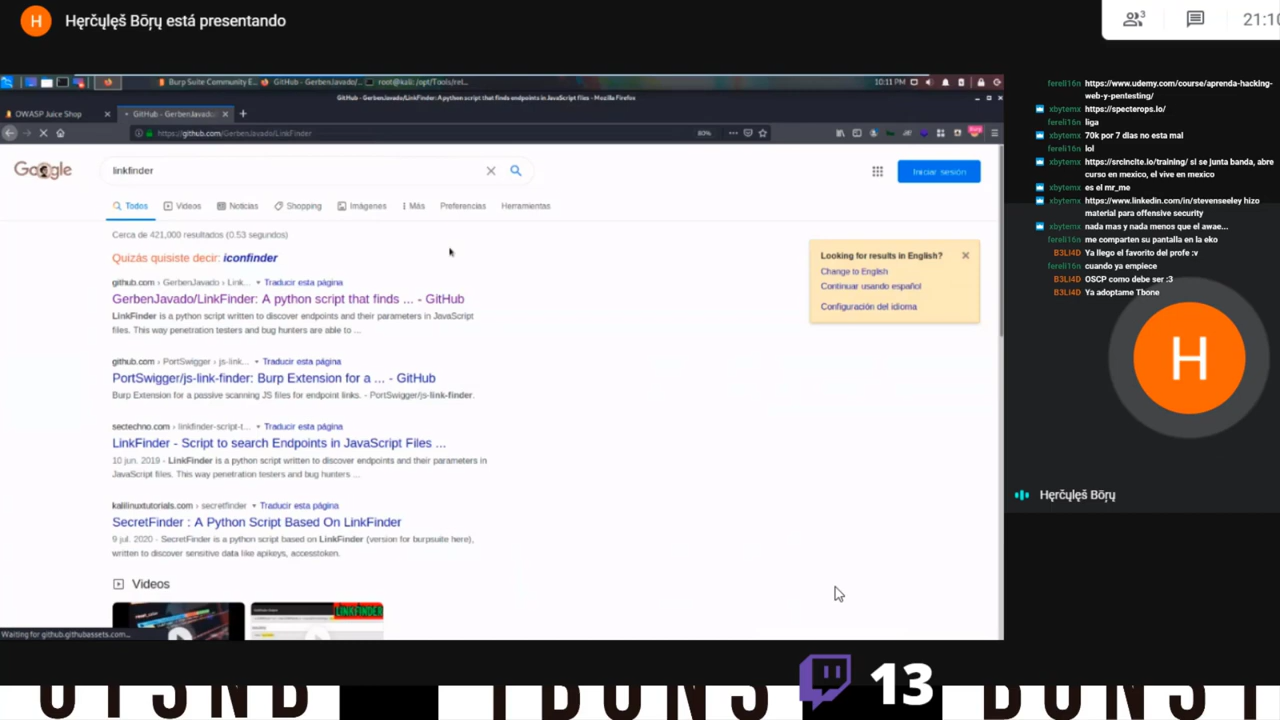 H
Hęrčųlęš Bōŗų está presentando
3
21:10
Burp Suite Community E...
GitHub - GerbenJavado/...
root@kali: /opt/Tools/rel...
10:11 PM
GitHub - GerbenJavado/LinkFinder: A python script that finds endpoints in JavaScript files - Mozilla Firefox
OWASP Juice Shop
GitHub - GerbenJavado/
https://github.com/GerbenJavado/LinkFinder
80%
Google
linkfinder
Iniciar sesión
Todos
Videos
Noticias
Shopping
Imágenes
Más
Preferencias
Herramientas
Cerca de 421,000 resultados (0.53 segundos)
Quizás quisiste decir: iconfinder
github.com › GerbenJavado › Link... Traducir esta página
GerbenJavado/LinkFinder: A python script that finds ... - GitHub
LinkFinder is a python script written to discover endpoints and their parameters in JavaScript
files. This way penetration testers and bug hunters are able to ...
github.com › PortSwigger › js-link... Traducir esta página
PortSwigger/js-link-finder: Burp Extension for a ... - GitHub
Burp Extension for a passive scanning JS files for endpoint links. - PortSwigger/js-link-finder.
sectechno.com › linkfinder-script-t... Traducir esta página
LinkFinder - Script to search Endpoints in JavaScript Files ...
10 jun. 2019 - LinkFinder is a python script written to discover endpoints and their parameters in
JavaScript files. This way penetration testers and bug hunters ...
kalilinuxtutorials.com › secretfinder Traducir esta página
SecretFinder : A Python Script Based On LinkFinder
9 jul. 2020 - SecretFinder is a python script based on LinkFinder (version for burpsuite here),
written to discover sensitive data like apikeys, accesstoken.
Videos
LINKFINDER
Waiting for github.githubassets.com...
Looking for results in English?
Change to English
Continuar usando español
Configuración del idioma
fereli16n https://www.udemy.com/course/aprenda-hacking-
web-y-pentesting/
xbytemx https://specterops.io/
fereli16n liga
xbytemx 70k por 7 dias no esta mal
fereli16n lol
xbytemx https://srcincite.io/training/ si se junta banda, abre
curso en mexico, el vive en mexico
xbytemx es el mr_me
xbytemx https://www.linkedin.com/in/stevenseeley hizo
material para offensive security
xbytemx nada mas y nada menos que el awae...
fereli16n me comparten su pantalla en la eko
B3LI4D Ya llego el favorito del profe :v
fereli16n cuando ya empiece
B3LI4D OSCP como debe ser :3
B3LI4D Ya adoptame Tbone
H
Hęrčųlęš Bōŗų
13